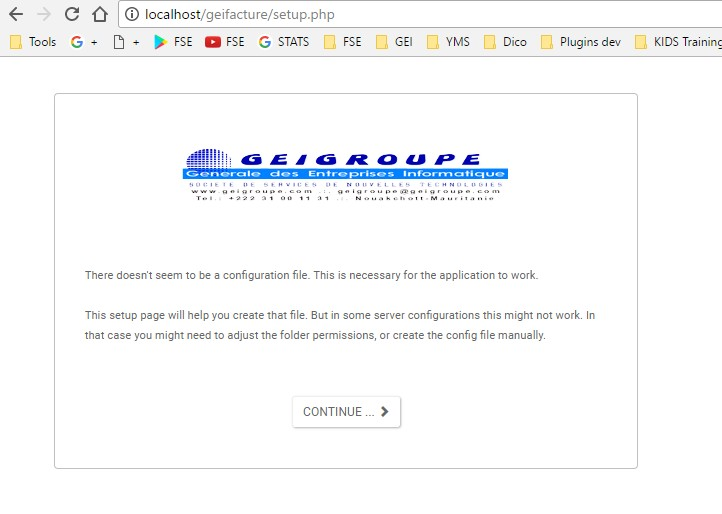 localhost/geifacture/setup.php
Tools G + + FSE FSE STATS FSE GEI YMS Dico Plugins dev KIDS Training
GEIGROUPE
Generale des Entreprises Informatique
SOCIETE DE SERVICES DE NOUVELLES TECHNOLOGIES
www.geigroupe.com .:. geigroupe@geigroupe.com
Tel.: +222 31 00 11 31 .:. Nouakchott-Mauritanie
There doesn't seem to be a configuration file. This is necessary for the application to work.
This setup page will help you create that file. But in some server configurations this might not work. In
that case you might need to adjust the folder permissions, or create the config file manually.
CONTINUE ...